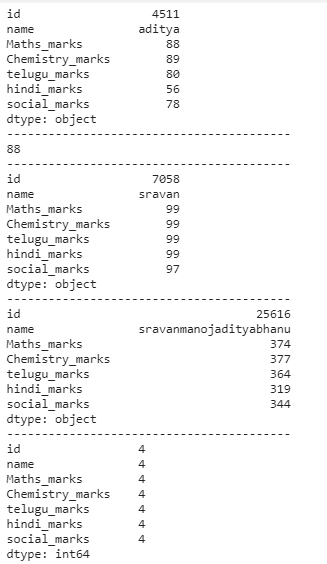 id                     4511
name                 aditya
Maths_marks              88
Chemistry_marks          89
telugu_marks             80
hindi_marks              56
social_marks             78
dtype: object
-----------------------------------------
88
-----------------------------------------
id                     7058
name                 sravan
Maths_marks              99
Chemistry_marks          99
telugu_marks             99
hindi_marks              99
social_marks             97
dtype: object
-----------------------------------------
id                                  25616
name               sravanmanojadityabhanu
Maths_marks                           374
Chemistry_marks                       377
telugu_marks                          364
hindi_marks                           319
social_marks                          344
dtype: object
-----------------------------------------
id                 4
name               4
Maths_marks        4
Chemistry_marks    4
telugu_marks       4
hindi_marks        4
social_marks       4
dtype: int64